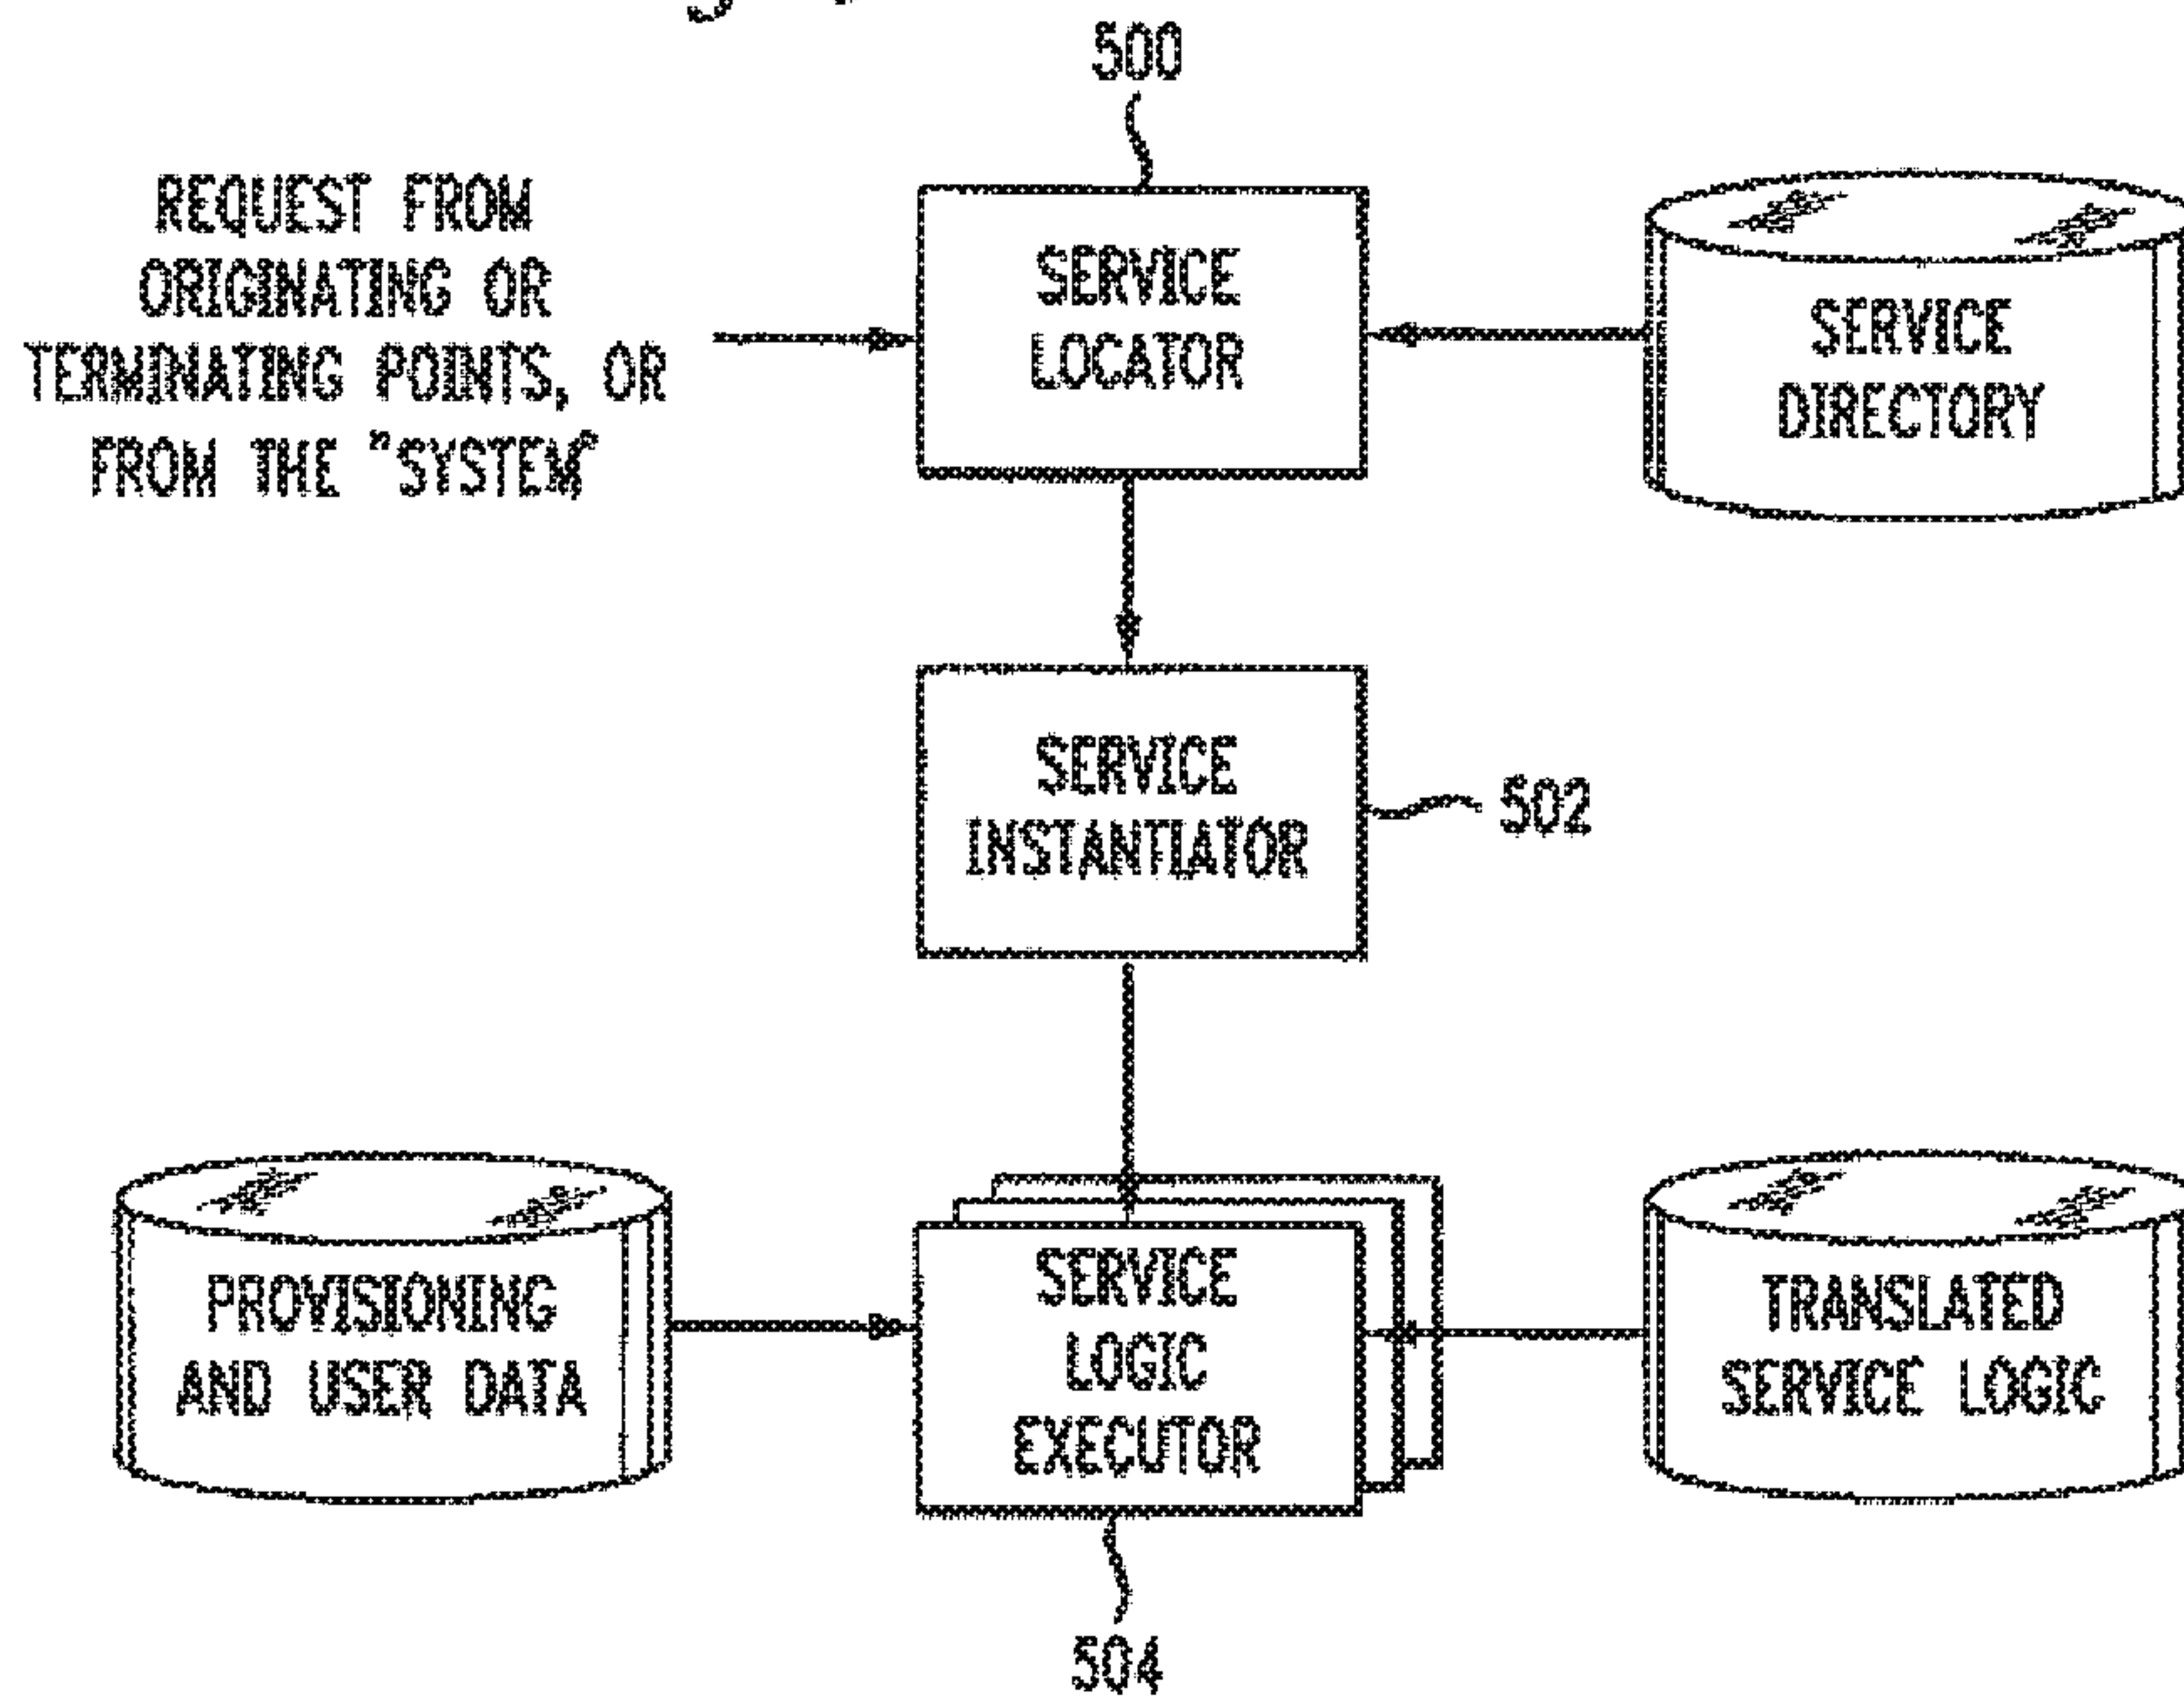 500
REQUEST FROM
ORIGINATING OR
TERMINATING POINTS, OR
FROM THE "SYSTEM"
SERVICE
LOCATOR
SERVICE
DIRECTORY
SERVICE
INSTANTIATOR
502
PROVISIONING
AND USER DATA
SERVICE
LOGIC
EXECUTOR
TRANSLATED
SERVICE LOGIC
504